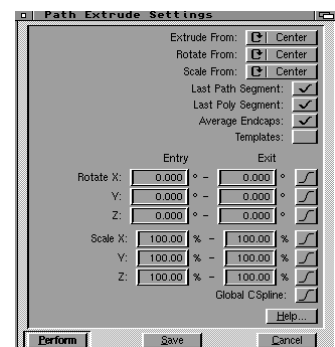 Path Extrude Settings
Extrude From: Center
Rotate From: Center
Scale From: Center
Last Path Segment:
Last Poly Segment:
Average Endcaps:
Templates:
Entry Exit
Rotate X: 0.000 ° – 0.000 °
Y: 0.000 ° – 0.000 °
Z: 0.000 ° – 0.000 °
Scale X: 100.00 % – 100.00 %
Y: 100.00 % – 100.00 %
Z: 100.00 % – 100.00 %
Global CSpline:
Help...
Perform Save Cancel